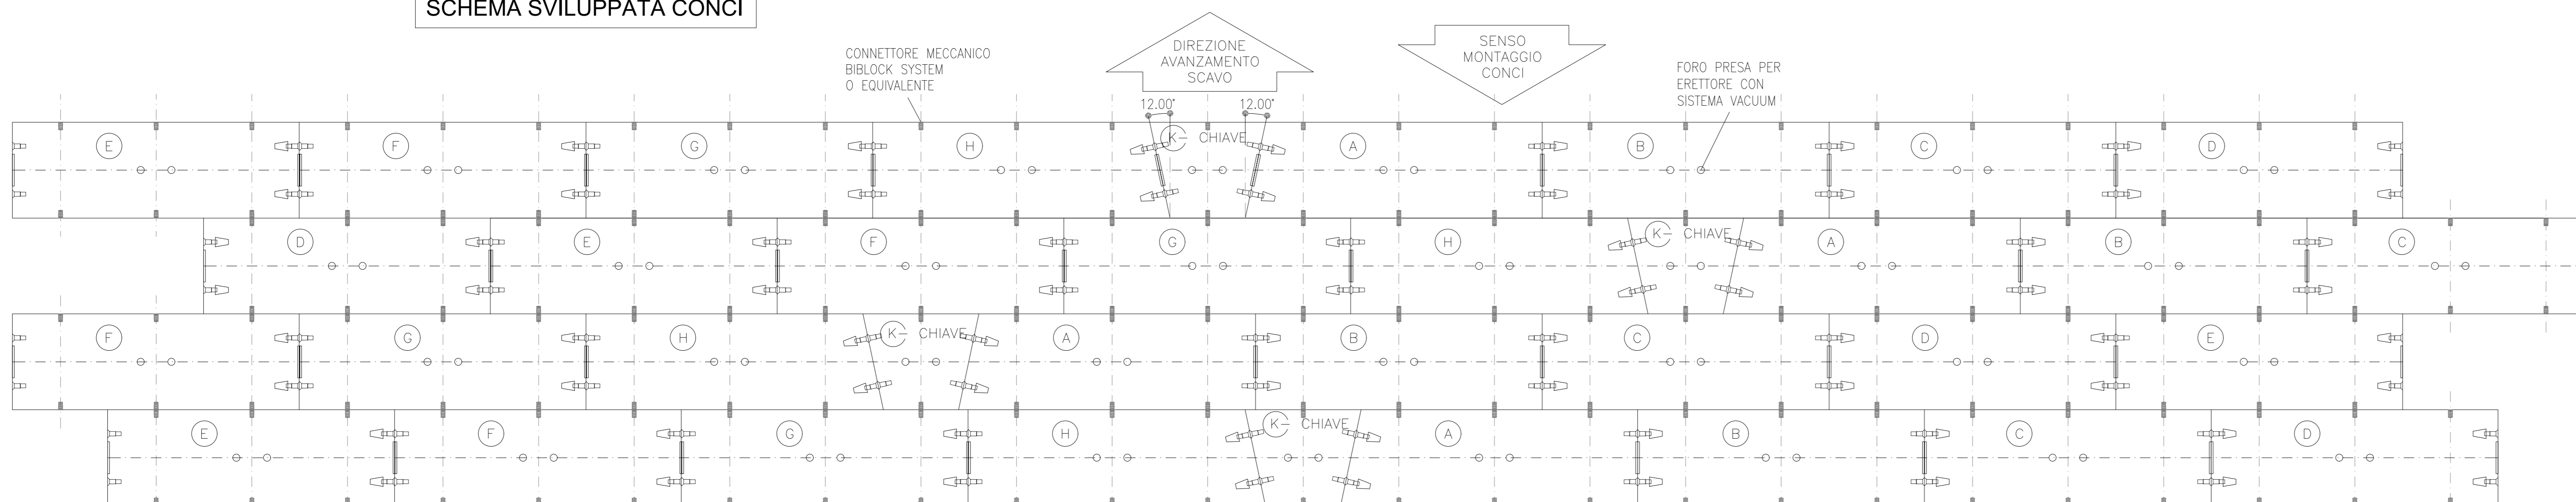 SCHEMA SVILUPPATA CONCI
CONNETTORE MECCANICO
BIBLOCK SYSTEM
O EQUIVALENTE
DIREZIONE
AVANZAMENTO
SCAVO
SENSO
MONTAGGIO
CONCI
FORO PRESA PER
ERETTORE CON
SISTEMA VACUUM
12.00°
12.00°
E
F
G
H
K- CHIAVE
A
B
C
D
D
E
F
G
H
K- CHIAVE
A
B
C
F
G
H
K- CHIAVE
A
B
C
D
E
E
F
G
H
K- CHIAVE
A
B
C
D